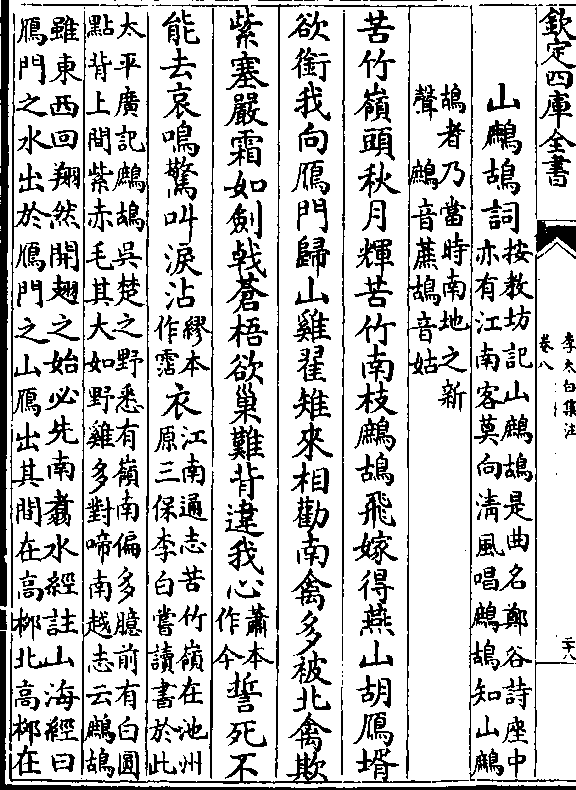 欽定四庫全書
李太白集注
卷八
二十八
山鷓鴣詞
按教坊記山鷓鴣是曲名鄭谷詩座中
亦有江南客莫向清風唱鷓鴣知山鷓
鴣者乃當時南地之新
聲 鷓音蔗鴣音姑
苦竹嶺頭秋月輝苦竹南枝鷓鴣飛嫁得燕山胡鴈壻
欲銜我向鴈門歸山雞翟雉來相勸南禽多被北禽欺
紫塞嚴霜如劍戟蒼梧欲巢難背違我心
蕭本
作今
誓死不
能去哀鳴驚叫淚沾
繆本
作霑
衣
江南通志苦竹嶺在池州
原三保李白嘗讀書於此
太平廣記鷓鴣吳楚之野悉有嶺南偏多臆前有白圓
點背上間紫赤毛其大如野雞多對啼南越志云鷓鴣
雖東西回翔然開翅之始必先南翥水經註山海經曰
鴈門之水出於鴈門之山鴈出其間在高栁北高栁在